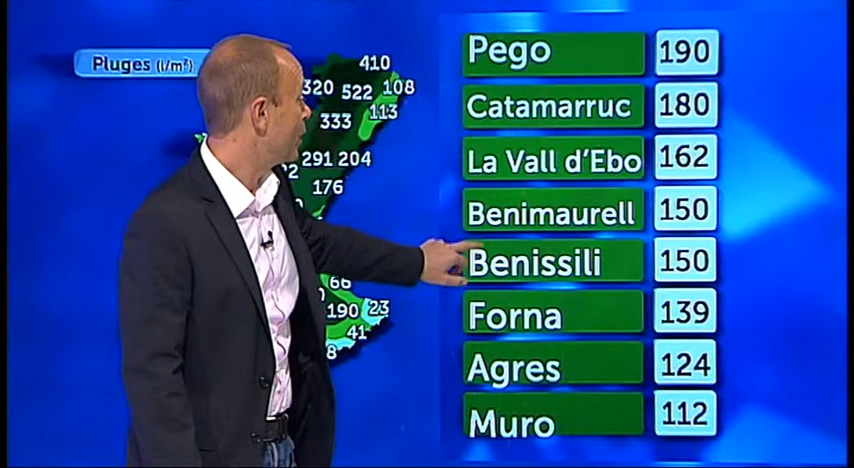 Pluges (l/m²)
410
320 522 108
113
333
291 204
176
66
190 23
41
8
Pego 190
Catamarruc 180
La Vall d'Ebo 162
Benimaurell 150
Benissili 150
Forna 139
Agres 124
Muro 112